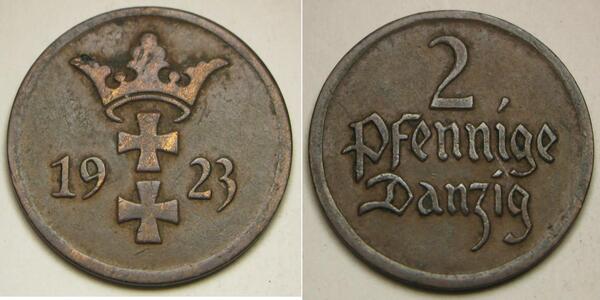 19 23
2
Pfennige
Danzig